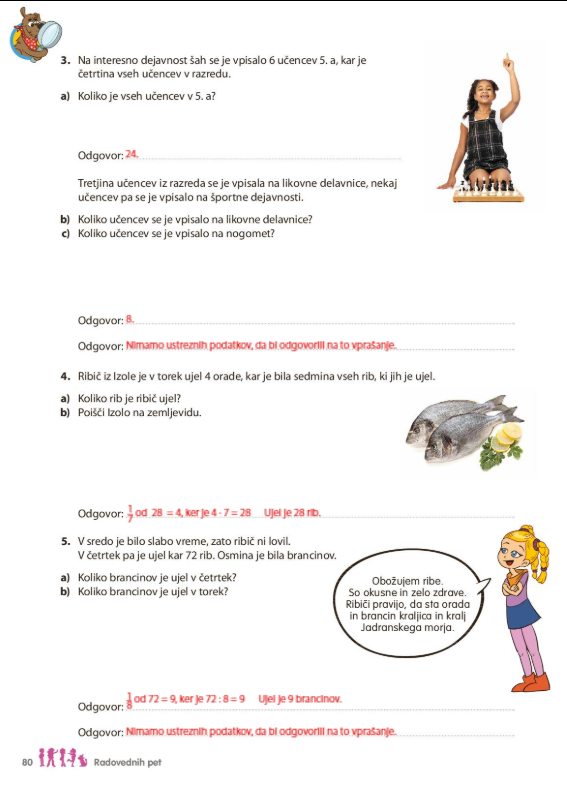 3. Na interesno dejavnost šah se je vpisalo 6 učencev 5. a, kar je
četrtina vseh učencev v razredu.
a) Koliko je vseh učencev v 5. a?
Odgovor: 24.
Tretjina učencev iz razreda se je vpisala na likovne delavnice, nekaj
učencev pa se je vpisalo na športne dejavnosti.
b) Koliko učencev se je vpisalo na likovne delavnice?
c) Koliko učencev se je vpisalo na nogomet?
Odgovor: 8.
Odgovor: Nimamo ustreznih podatkov, da bi odgovorili na to vprašanje.
4. Ribič iz Izole je v torek ujel 4 orade, kar je bila sedmina vseh rib, ki jih je ujel.
a) Koliko rib je ribič ujel?
b) Poišči Izolo na zemljevidu.
Odgovor: 1/7 od 28 = 4, ker je 4 · 7 = 28 Ujel je 28 rib.
5. V sredo je bilo slabo vreme, zato ribič ni lovil.
V četrtek pa je ujel kar 72 rib. Osmina je bila brancinov.
a) Koliko brancinov je ujel v četrtek?
b) Koliko brancinov je ujel v torek?
Obožujem ribe.
So okusne in zelo zdrave.
Ribiči pravijo, da sta orada
in brancin kraljica in kralj
Jadranskega morja.
Odgovor: 1/8 od 72 = 9, ker je 72 : 8 = 9 Ujel je 9 brancinov.
Odgovor: Nimamo ustreznih podatkov, da bi odgovorili na to vprašanje.
80 Radovednih pet